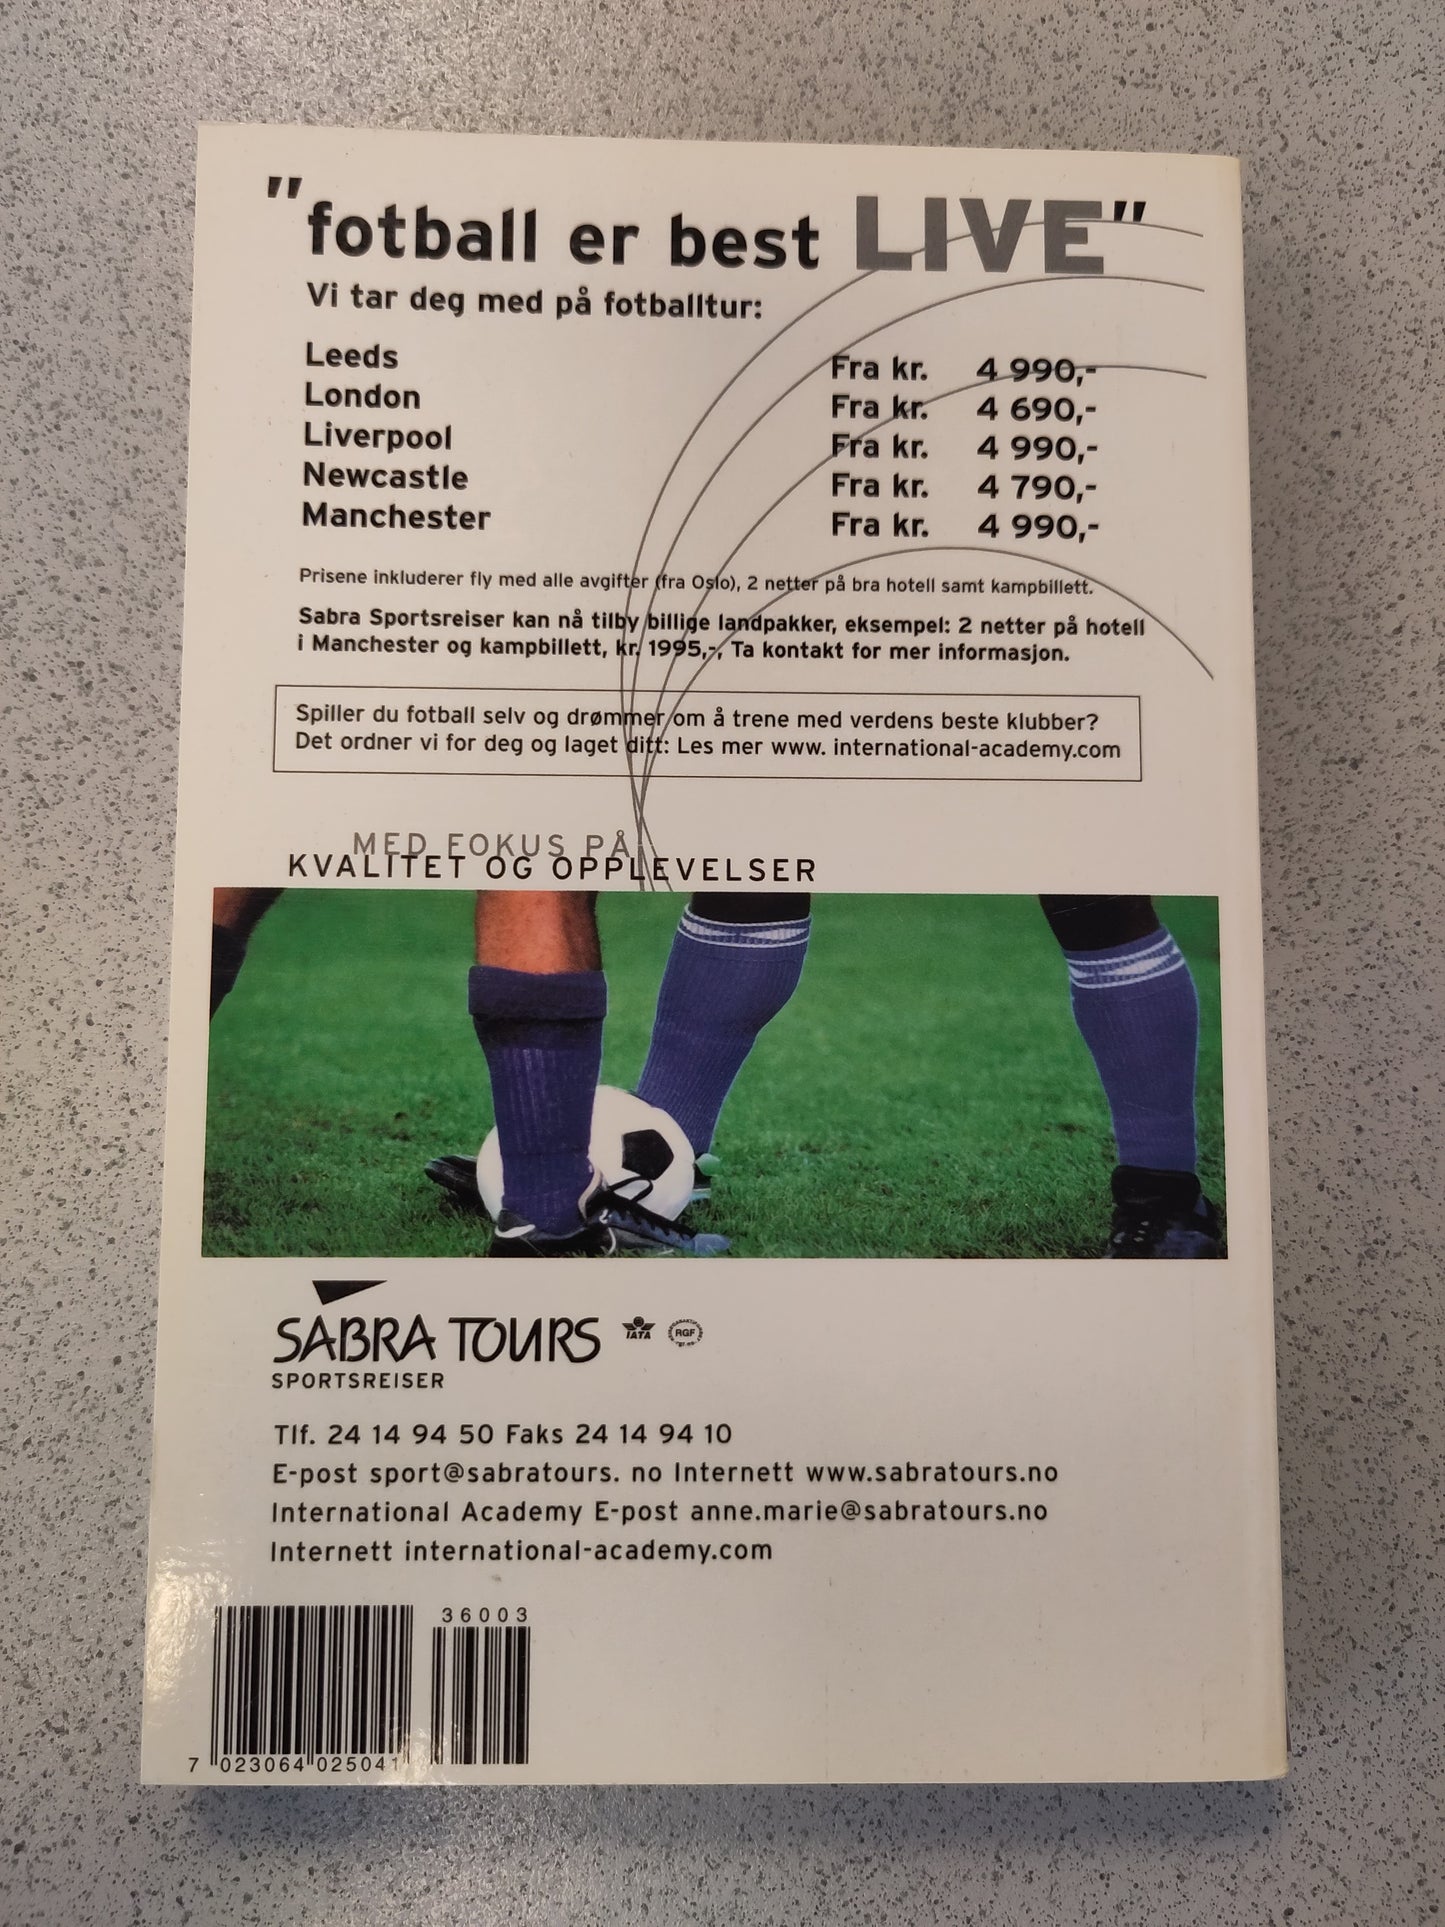 "fotball er best LIVE"
Vi tar deg med på fotballtur:
Leeds Fra kr. 4 990,-
London Fra kr. 4 690,-
Liverpool Fra kr. 4 990,-
Newcastle Fra kr. 4 790,-
Manchester Fra kr. 4 990,-
Prisene inkluderer fly med alle avgifter (fra Oslo), 2 netter på bra hotell samt kampbillett.
Sabra Sportsreiser kan nå tilby billige landpakker, eksempel: 2 netter på hotell
i Manchester og kampbillett, kr. 1995,-, Ta kontakt for mer informasjon.
Spiller du fotball selv og drømmer om å trene med verdens beste klubber?
Det ordner vi for deg og laget ditt: Les mer www. international-academy.com
MED FOKUS PÅ
KVALITET OG OPPLEVELSER
SABRA TOURS IATA RGF
SPORTSREISER
Tlf. 24 14 94 50 Faks 24 14 94 10
E-post sport@sabratours. no Internett www.sabratours.no
International Academy E-post anne.marie@sabratours.no
Internett international-academy.com
36003
7 023064 025041